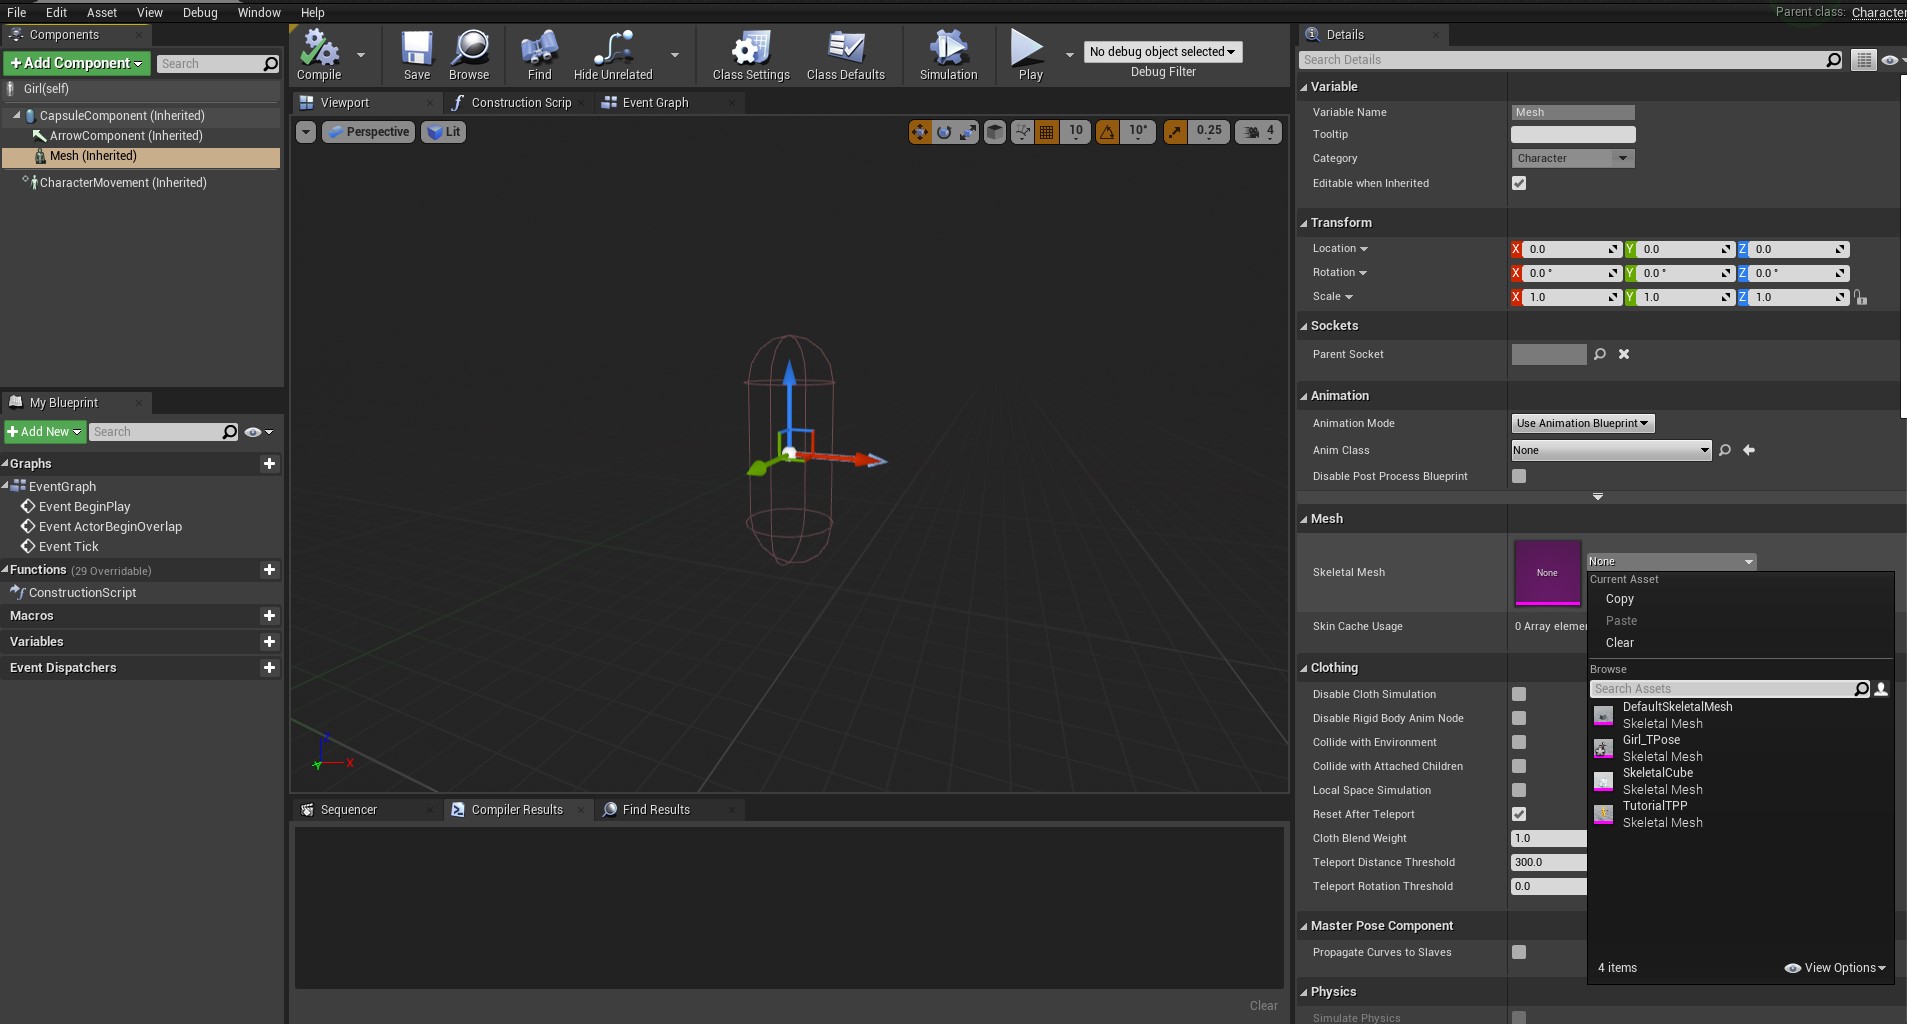 File Edit Asset View Debug Window Help
Parent class: Character
Components
Add Component
Search
Girl(self)
CapsuleComponent (Inherited)
ArrowComponent (Inherited)
Mesh (Inherited)
CharacterMovement (Inherited)
My Blueprint
Add New
Search
Graphs
EventGraph
Event BeginPlay
Event ActorBeginOverlap
Event Tick
Functions (29 Overridable)
ConstructionScript
Macros
Variables
Event Dispatchers
Compile
Save
Browse
Find
Hide Unrelated
Class Settings
Class Defaults
Simulation
Play
No debug object selected
Debug Filter
Viewport
Construction Scrip
Event Graph
Perspective
Lit
10
10°
0.25
4
Z
Y
X
Sequencer
Compiler Results
Find Results
Clear
Details
Search Details
Variable
Variable Name Mesh
Tooltip
Category Character
Editable when Inherited
Transform
Location X 0.0 Y 0.0 Z 0.0
Rotation X 0.0 ° Y 0.0 ° Z 0.0 °
Scale X 1.0 Y 1.0 Z 1.0
Sockets
Parent Socket
Animation
Animation Mode Use Animation Blueprint
Anim Class None
Disable Post Process Blueprint
Mesh
Skeletal Mesh None None
Skin Cache Usage 0 Array eleme
Clothing
Disable Cloth Simulation
Disable Rigid Body Anim Node
Collide with Environment
Collide with Attached Children
Local Space Simulation
Reset After Teleport
Cloth Blend Weight 1.0
Teleport Distance Threshold 300.0
Teleport Rotation Threshold 0.0
Master Pose Component
Propagate Curves to Slaves
Physics
Simulate Physics
Current Asset
Copy
Paste
Clear
Browse
Search Assets
DefaultSkeletalMesh
Skeletal Mesh
Girl_TPose
Skeletal Mesh
SkeletalCube
Skeletal Mesh
TutorialTPP
Skeletal Mesh
4 items
View Options